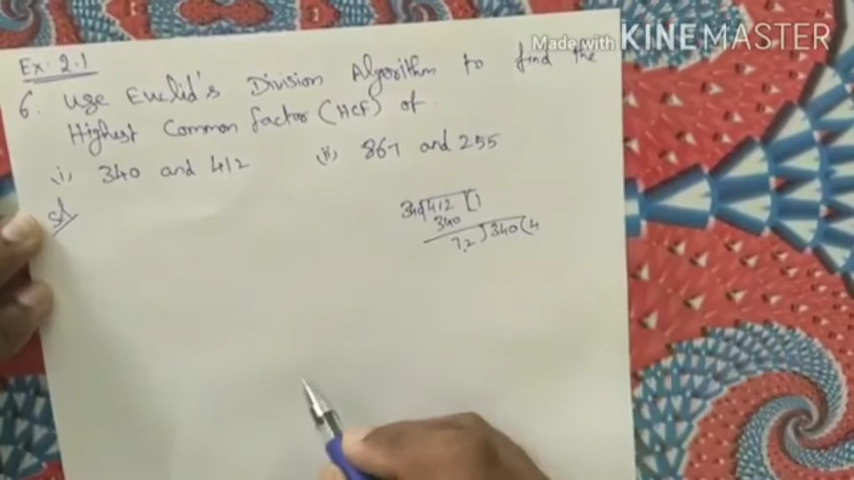 Made with KINEMASTER
Ex. 2.1
6. Use Euclid's Division Algorithm to find the
Highest Common Factor (HCF) of.
(i) 340 and 412 (ii) 867 and 255
340) 412 (1
340
72) 340 (4